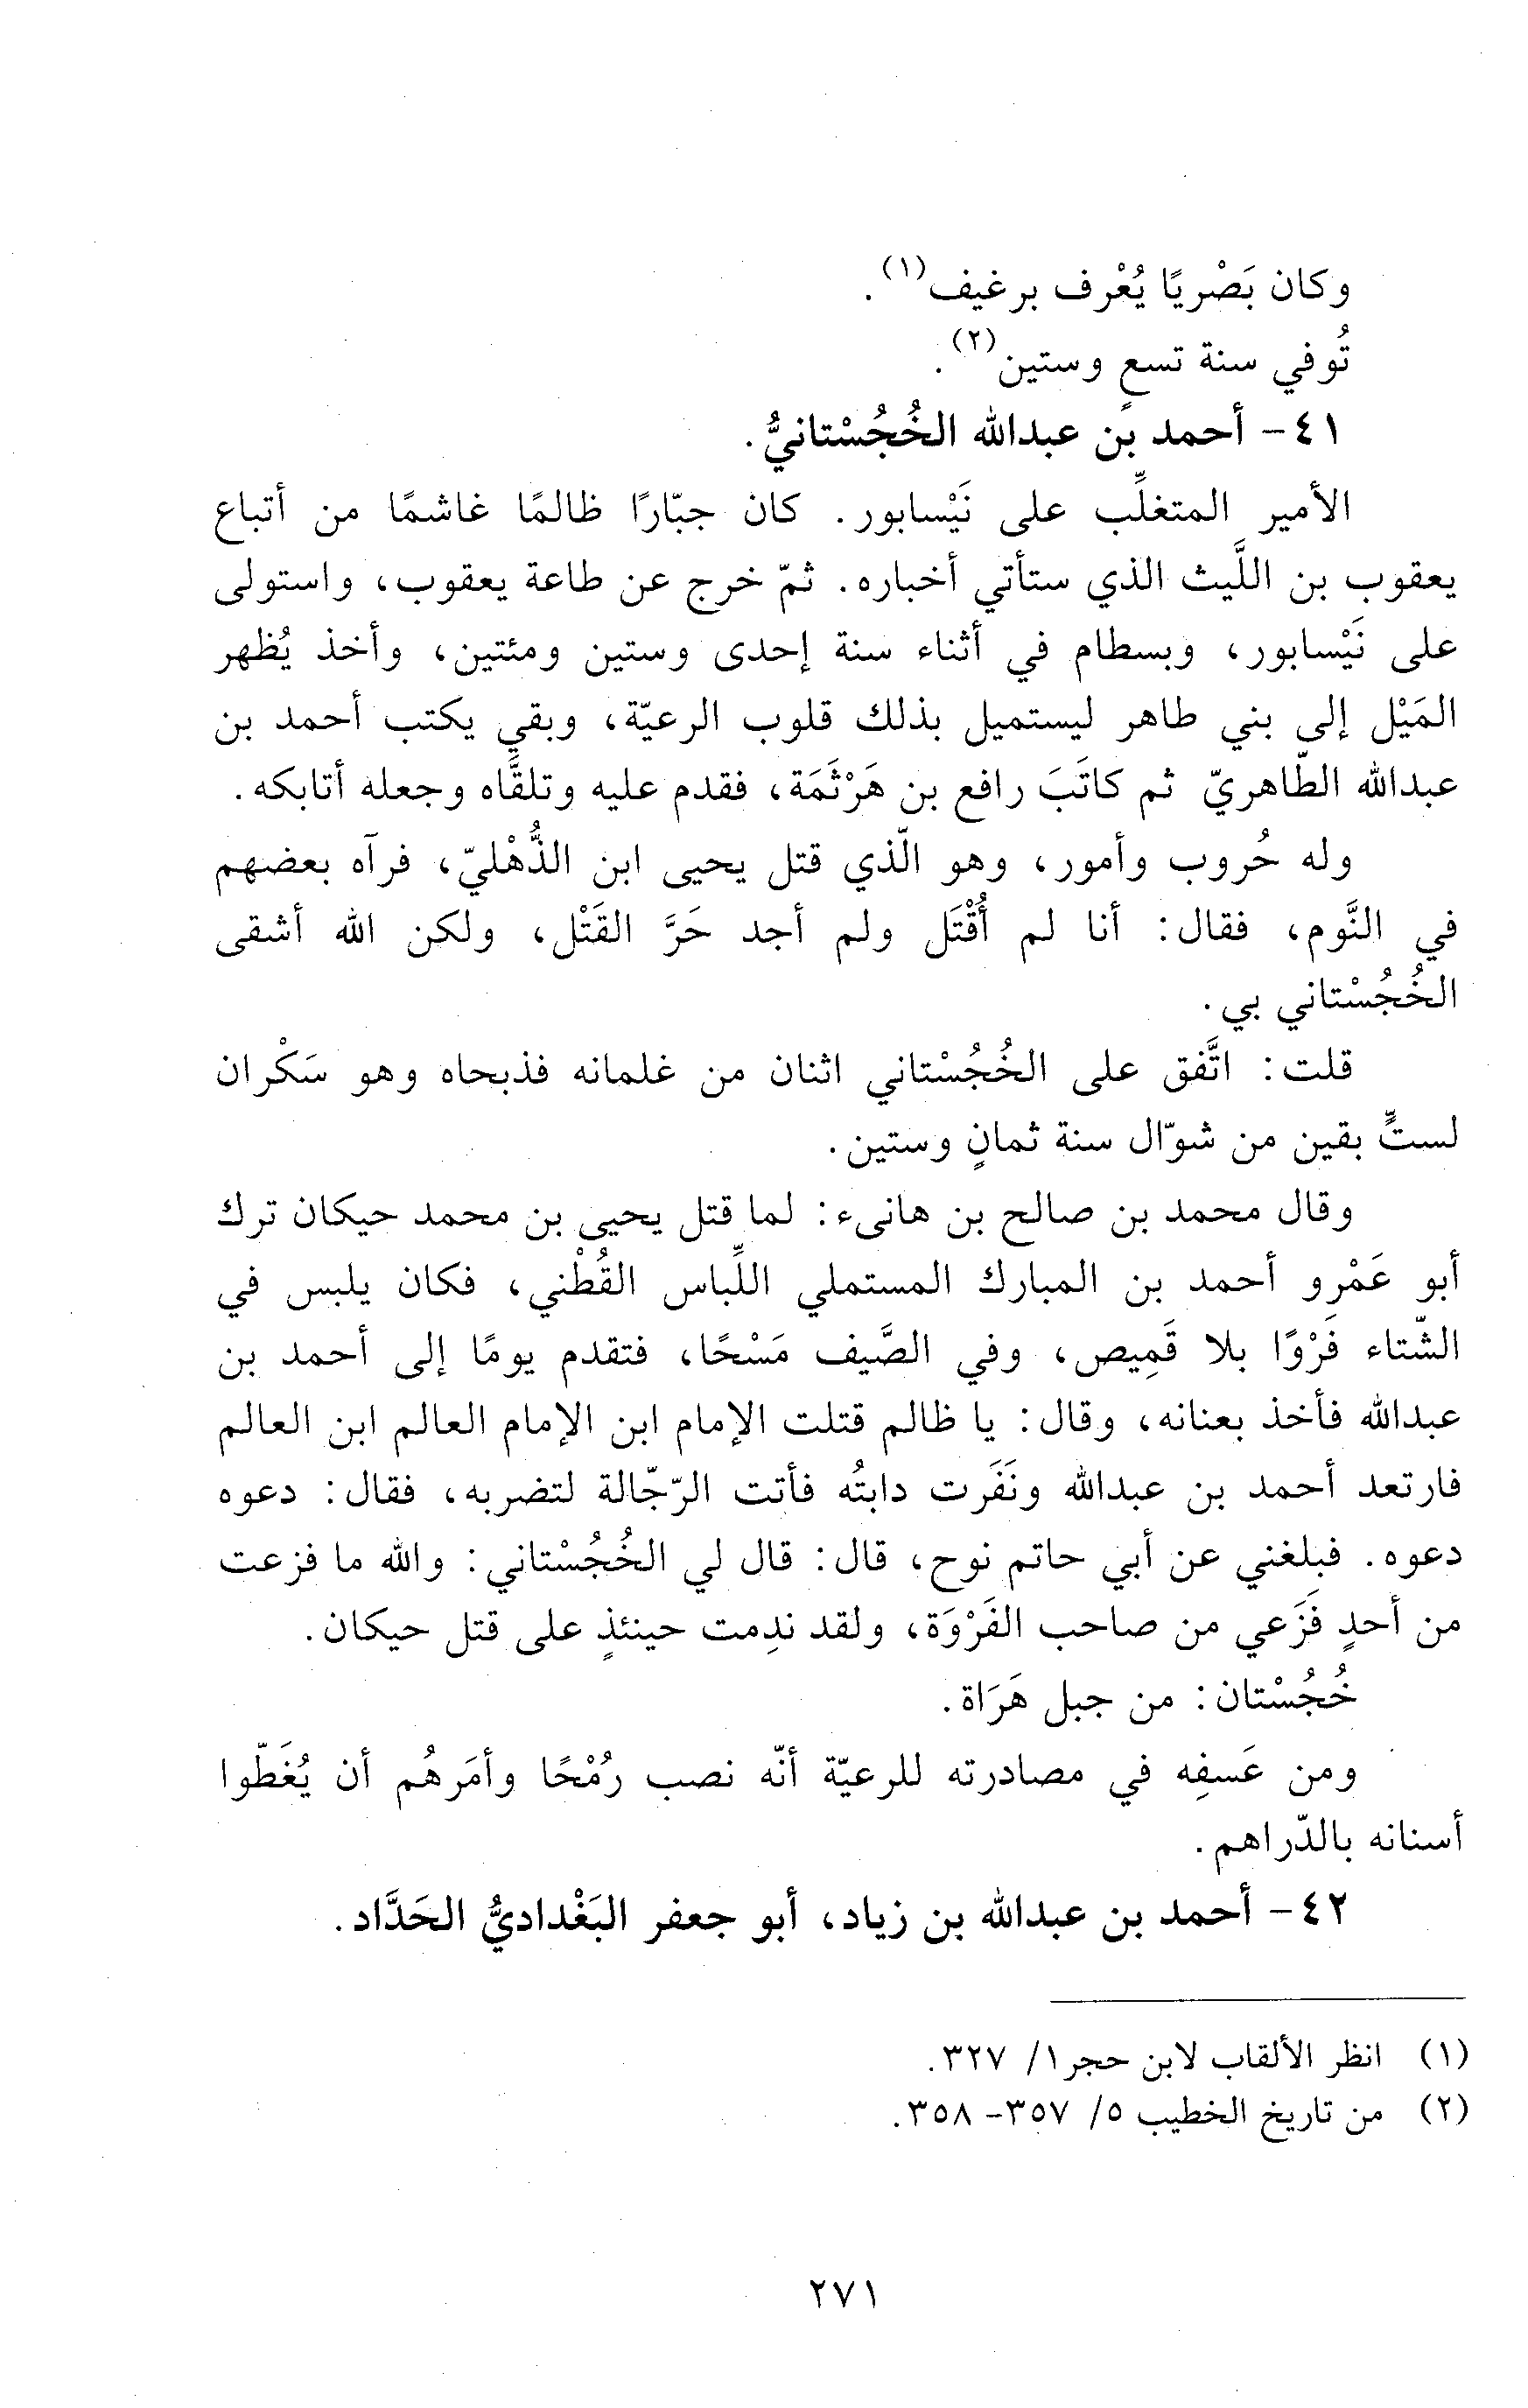 وكان بَصْريًا يُعْرف برغيف(١).
تُوفي سنة تسعٍ وستين(٢).
٤١- أحمد بن عبدالله الخُجُسْتانيُّ.
الأمير المتغلِّب على نَيْسابور. كان جبّارًا ظالمًا غاشمًا من أتباع
يعقوب بن اللَّيث الذي ستأتي أخباره. ثمّ خرج عن طاعة يعقوب، واستولى
على نَيْسابور، وبسطام في أثناء سنة إحدى وستين ومئتين، وأخذ يُظهر
المَيْل إلى بني طاهر ليستميل بذلك قلوب الرعيّة، وبقي يكتب أحمد بن
عبدالله الطّاهريّ ثم كاتَبَ رافع بن هَرْثَمَة، فقدم عليه وتلقَّاه وجعله أتابكه.
وله حُروب وأمور، وهو الّذي قتل يحيى ابن الذُّهْليّ، فرآه بعضهم
في النَّوم، فقال: أنا لم أُقْتَل ولم أجد حَرَّ القَتْل، ولكن الله أشقى
الخُجُسْتاني بي.
قلت: اتَّفق على الخُجُسْتاني اثنان من غلمانه فذبحاه وهو سَكْران
لستٍّ بقين من شوّال سنة ثمانٍ وستين.
وقال محمد بن صالح بن هانىء: لما قتل يحيى بن محمد حيكان ترك
أبو عَمْرو أحمد بن المبارك المستملي اللِّباس القُطْني، فكان يلبس في
الشّتاء فَرْوًا بلا قَمِيص، وفي الصَّيف مَسْحًا، فتقدم يومًا إلى أحمد بن
عبدالله فأخذ بعنانه، وقال: يا ظالم قتلت الإمام ابن الإمام العالم ابن العالم
فارتعد أحمد بن عبدالله ونَفَرت دابتُه فأتت الرّجّالة لتضربه، فقال: دعوه
دعوه. فبلغني عن أبي حاتم نوح، قال: قال لي الخُجُسْتاني: والله ما فزعت
من أحدٍ فَزَعي من صاحب الفَرْوَة، ولقد ندِمت حينئذٍ على قتل حيكان.
خُجُسْتان: من جبل هَرَاة.
ومن عَسفِه في مصادرته للرعيّة أنّه نصب رُمْحًا وأمَرهُم أن يُغَطّوا
أسنانه بالدّراهم.
٤٢- أحمد بن عبدالله بن زياد، أبو جعفر البَغْداديُّ الحَدَّاد.
(١) انظر الألقاب لابن حجر ١/ ٣٢٧.
(٢) من تاريخ الخطيب ٥/ ٣٥٧- ٣٥٨.
٢٧١